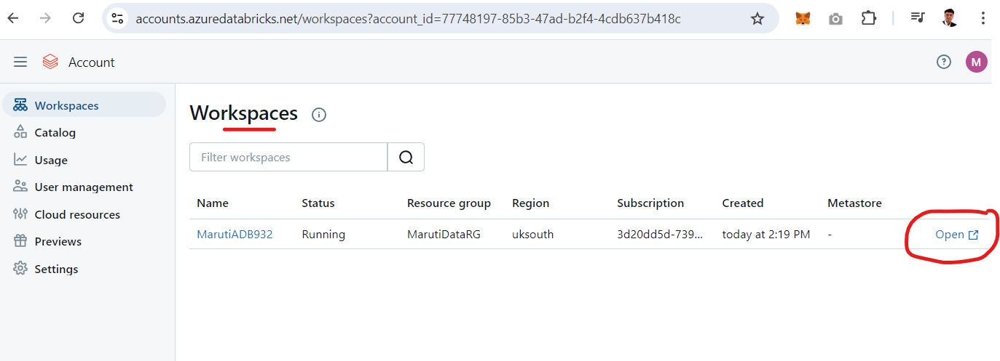 accounts.azuredatabricks.net/workspaces?account_id=77748197-85b3-47ad-b2f4-4cdb637b418c
Account
M
Workspaces
Catalog
Usage
User management
Cloud resources
Previews
Settings
Workspaces
Filter workspaces
Name Status Resource group Region Subscription Created Metastore
MarutiADB932 Running MarutiDataRG uksouth 3d20dd5d-739... today at 2:19 PM - Open